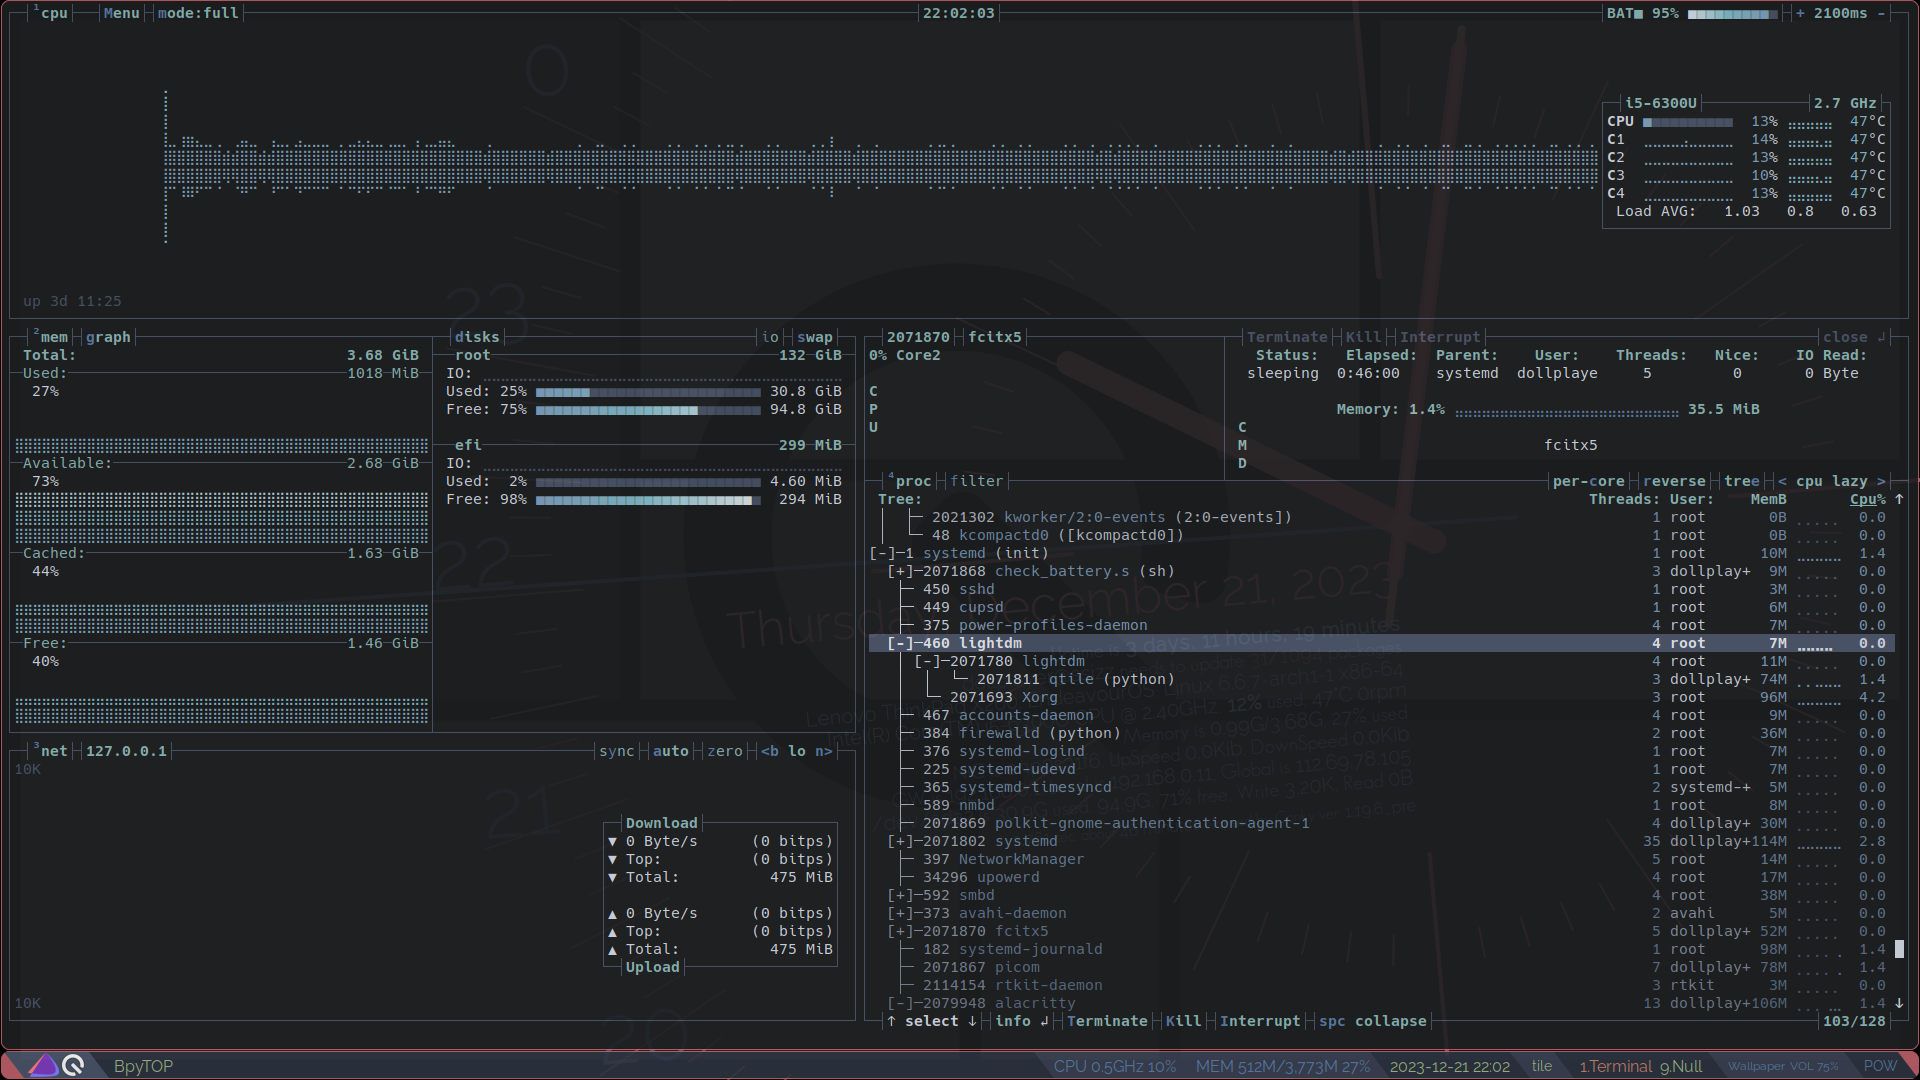 ¹cpu Menu mode:full 22:02:03 BAT■ 95% + 2100ms -
i5-6300U 2.7 GHz
CPU 13% 47°C
C1 14% 47°C
C2 13% 47°C
C3 10% 47°C
C4 13% 47°C
Load AVG: 1.03 0.8 0.63
up 3d 11:25
²mem graph
Total: 3.68 GiB
Used: 1018 MiB
27%
Available: 2.68 GiB
73%
Cached: 1.63 GiB
44%
Free: 1.46 GiB
40%
disks io swap
root 132 GiB
IO:
Used: 25% 30.8 GiB
Free: 75% 94.8 GiB
efi 299 MiB
IO:
Used: 2% 4.60 MiB
Free: 98% 294 MiB
³net 127.0.0.1 sync auto zero <b lo n>
10K
Download
▼ 0 Byte/s (0 bitps)
▼ Top: (0 bitps)
▼ Total: 475 MiB
▲ 0 Byte/s (0 bitps)
▲ Top: (0 bitps)
▲ Total: 475 MiB
Upload
10K
2071870 fcitx5 Terminate Kill Interrupt close ↲
0% Core2
C
P
U
Status: Elapsed: Parent: User: Threads: Nice: IO Read:
sleeping 0:46:00 systemd dollplaye 5 0 0 Byte
Memory: 1.4% 35.5 MiB
C
M
D
fcitx5
⁴proc filter per-core reverse tree < cpu lazy >
Tree: Threads: User: MemB Cpu% ↑
2021302 kworker/2:0-events (2:0-events]) 1 root 0B 0.0
48 kcompactd0 ([kcompactd0]) 1 root 0B 0.0
[-]─1 systemd (init) 1 root 10M 1.4
[+]─2071868 check_battery.s (sh) 3 dollplay+ 9M 0.0
450 sshd 1 root 3M 0.0
449 cupsd 1 root 6M 0.0
375 power-profiles-daemon 4 root 7M 0.0
[-]─460 lightdm 4 root 7M 0.0
[-]─2071780 lightdm 4 root 11M 0.0
2071811 qtile (python) 3 dollplay+ 74M 1.4
2071693 Xorg 3 root 96M 4.2
467 accounts-daemon 4 root 9M 0.0
384 firewalld (python) 2 root 36M 0.0
376 systemd-logind 1 root 7M 0.0
225 systemd-udevd 1 root 7M 0.0
365 systemd-timesyncd 2 systemd-+ 5M 0.0
589 nmbd 1 root 8M 0.0
2071869 polkit-gnome-authentication-agent-1 4 dollplay+ 30M 0.0
[+]─2071802 systemd 35 dollplay+114M 2.8
397 NetworkManager 5 root 14M 0.0
34296 upowerd 4 root 17M 0.0
[+]─592 smbd 4 root 38M 0.0
[+]─373 avahi-daemon 2 avahi 5M 0.0
[+]─2071870 fcitx5 5 dollplay+ 52M 0.0
182 systemd-journald 1 root 98M 1.4
2071867 picom 7 dollplay+ 78M 1.4
2114154 rtkit-daemon 3 rtkit 3M 0.0
[-]─2079948 alacritty 13 dollplay+106M 1.4 ↓
↑ select ↓ info ↲ Terminate Kill Interrupt spc collapse 103/128
0
23
22
21
20
Thursday, December 21, 2023
3 days, 11 hours, 19 minutes
BpyTOP CPU 0.5GHz 10% MEM 512M/3,773M 27% 2023-12-21 22:02 tile 1.Terminal 9.Null Wallpaper VOL 75% POW